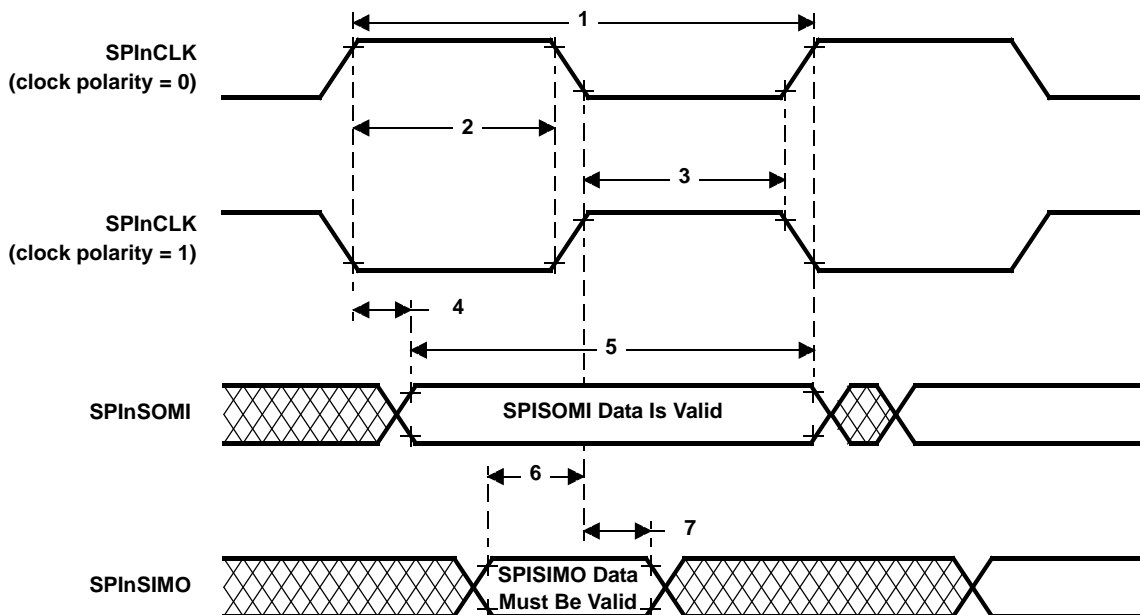 1
SPInCLK
(clock polarity = 0)
2
3
SPInCLK
(clock polarity = 1)
4
5
SPInSOMI
SPISOMI Data Is Valid
6
7
SPInSIMO
SPISIMO Data
Must Be Valid